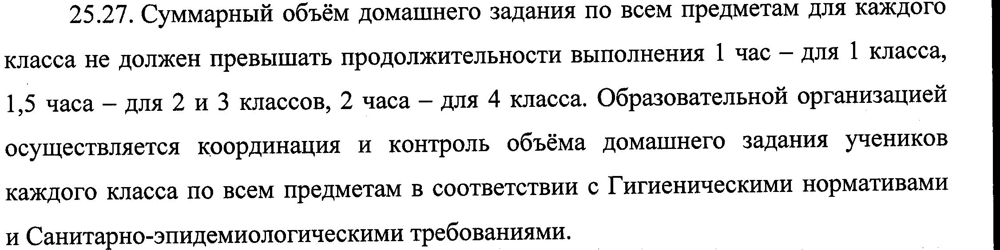 25.27. Суммарный объём домашнего задания по всем предметам для каждого
класса не должен превышать продолжительности выполнения 1 час – для 1 класса,
1,5 часа – для 2 и 3 классов, 2 часа – для 4 класса. Образовательной организацией
осуществляется координация и контроль объёма домашнего задания учеников
каждого класса по всем предметам в соответствии с Гигиеническими нормативами
и Санитарно-эпидемиологическими требованиями.